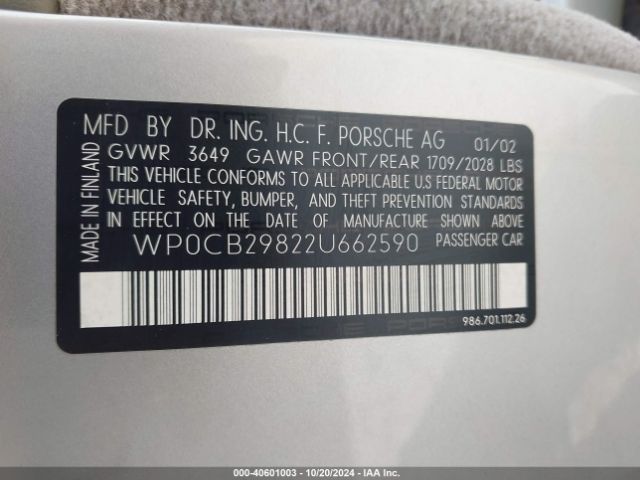 MFD BY DR. ING. H.C. F. PORSCHE AG 01/02
GVWR 3649 GAWR FRONT/REAR 1709/2028 LBS
THIS VEHICLE CONFORMS TO ALL APPLICABLE U.S FEDERAL MOTOR
VEHICLE SAFETY, BUMPER, AND THEFT PREVENTION STANDARDS
IN EFFECT ON THE DATE OF MANUFACTURE SHOWN ABOVE.
WP0CB29822U662590 PASSENGER CAR
MADE IN FINLAND
986.701.112.26
000-40601003 - 10/20/2024 - IAA Inc.